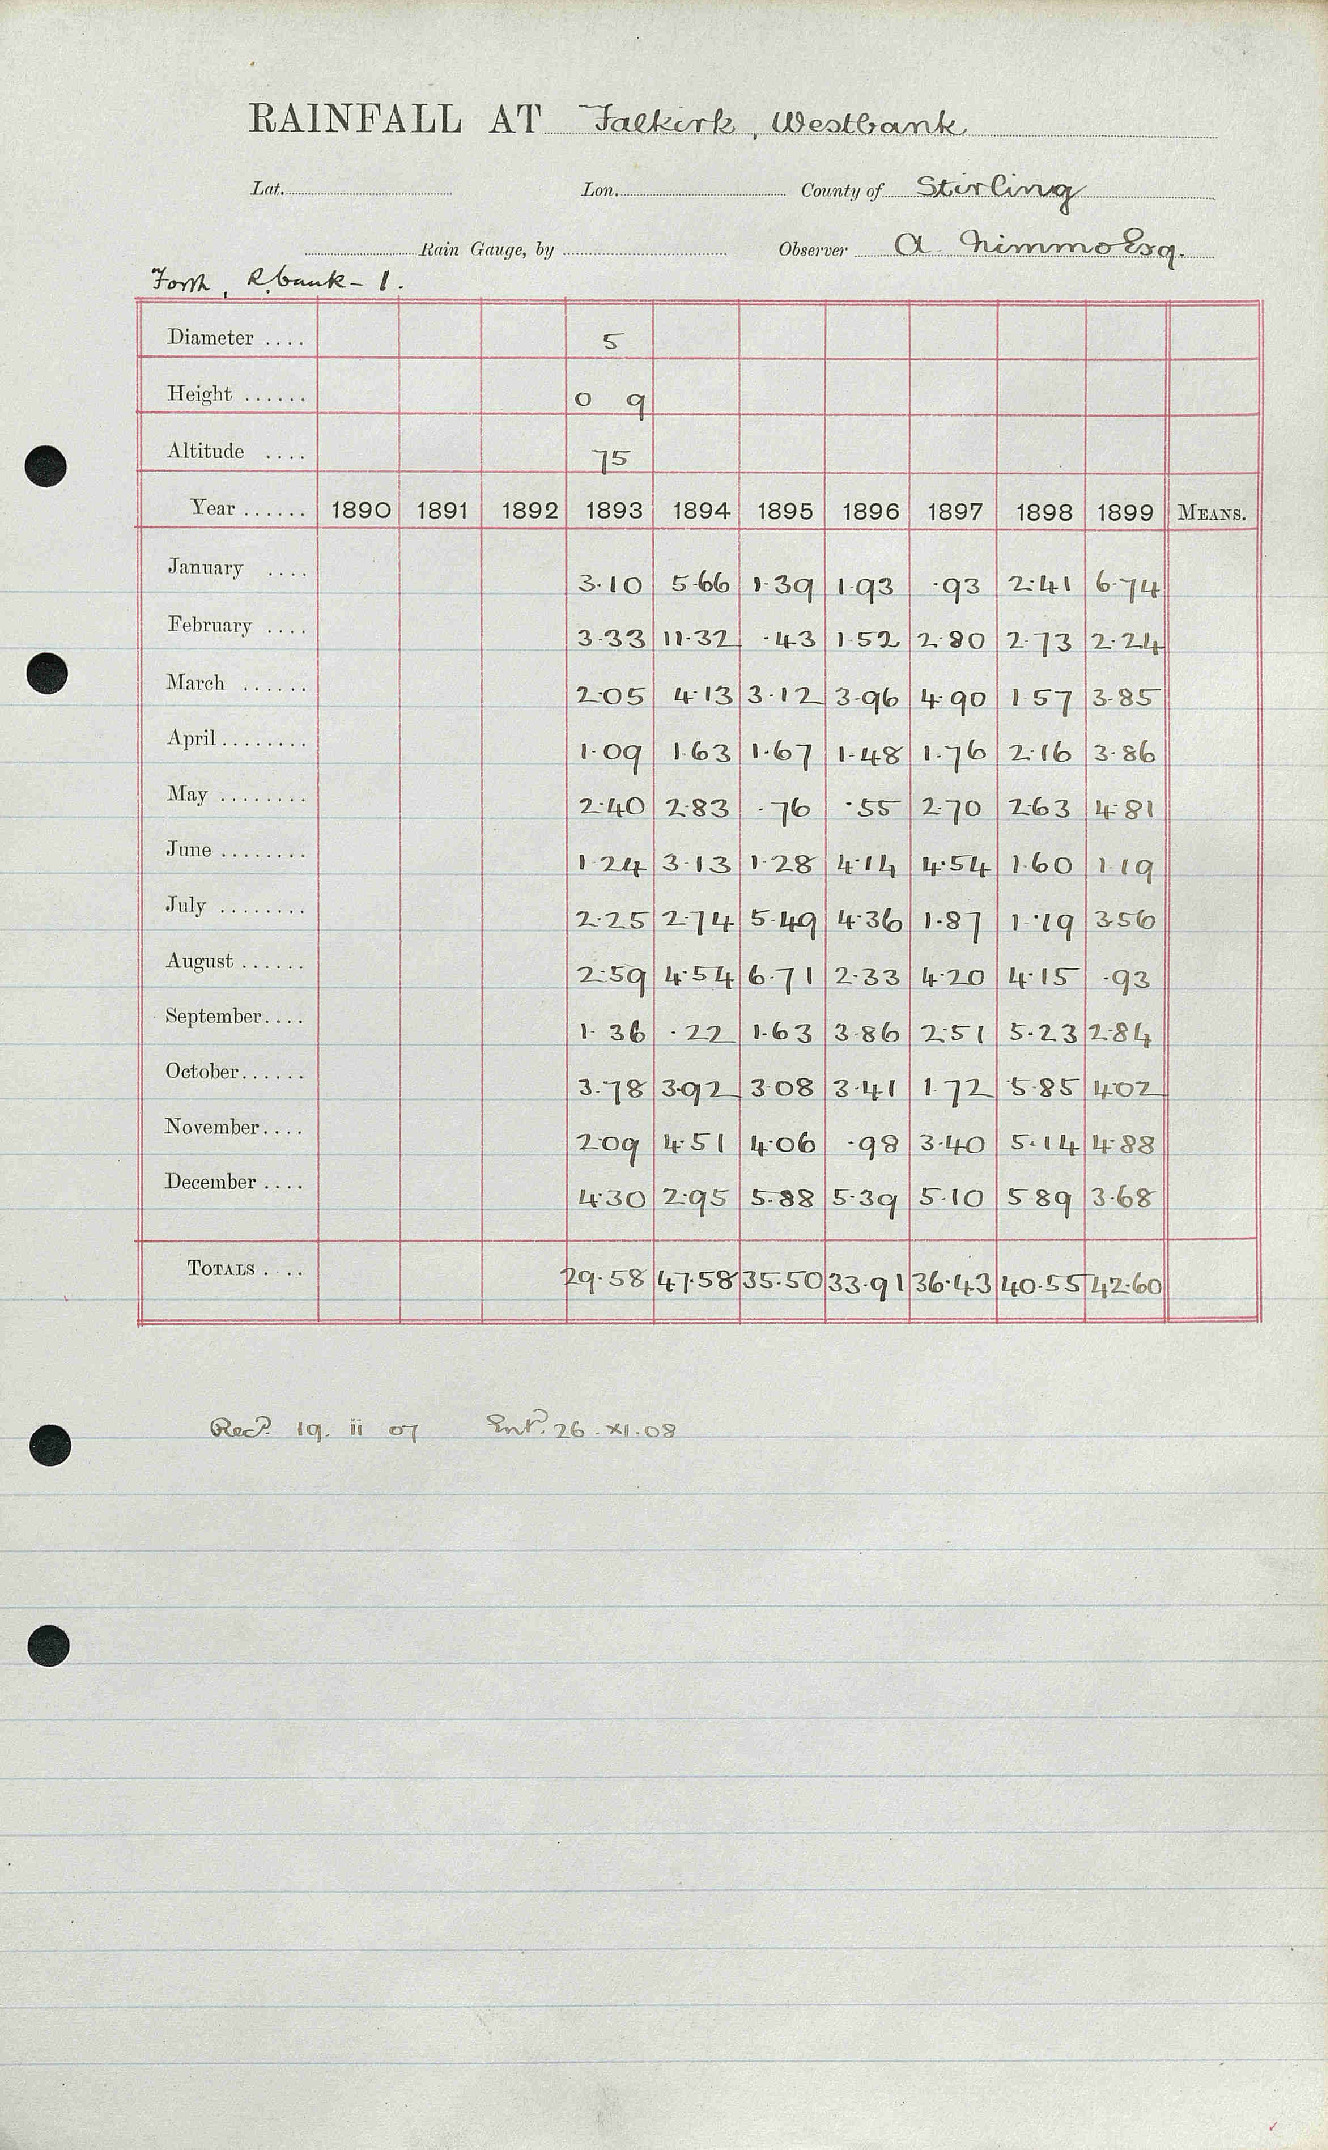 RAINFALL AT Falkirk, Westbank
Lat. Lon. County of Stirling
Rain Gauge, by Observer A. Nimmo Esq.
Forth, R. bank - 1.
Diameter .... 5
Height ...... 0 9
Altitude .... 75
Year ...... 1890 1891 1892 1893 1894 1895 1896 1897 1898 1899 MEANS.
January .... 3.10 5.66 1.39 1.93 .93 2.41 6.74
February .... 3.33 11.32 .43 1.52 2.80 2.73 2.24
March ...... 2.05 4.13 3.12 3.96 4.90 1.57 3.85
April ........ 1.09 1.63 1.67 1.48 1.76 2.16 3.86
May ........ 2.40 2.83 .76 .55 2.70 2.63 4.81
June ........ 1.24 3.13 1.28 4.14 4.54 1.60 1.19
July ........ 2.25 2.74 5.49 4.36 1.87 1.19 3.56
August ...... 2.59 4.54 6.71 2.33 4.20 4.15 .93
September .... 1.36 .22 1.63 3.86 2.51 5.23 2.84
October ...... 3.78 3.92 3.08 3.41 1.72 5.85 4.02
November .... 2.09 4.51 4.06 .98 3.40 5.14 4.88
December .... 4.30 2.95 5.88 5.39 5.10 5.89 3.68
TOTALS .... 29.58 47.58 35.50 33.91 36.43 40.55 42.60
Recd. 19. ii 07 Entd. 26. XI. 08